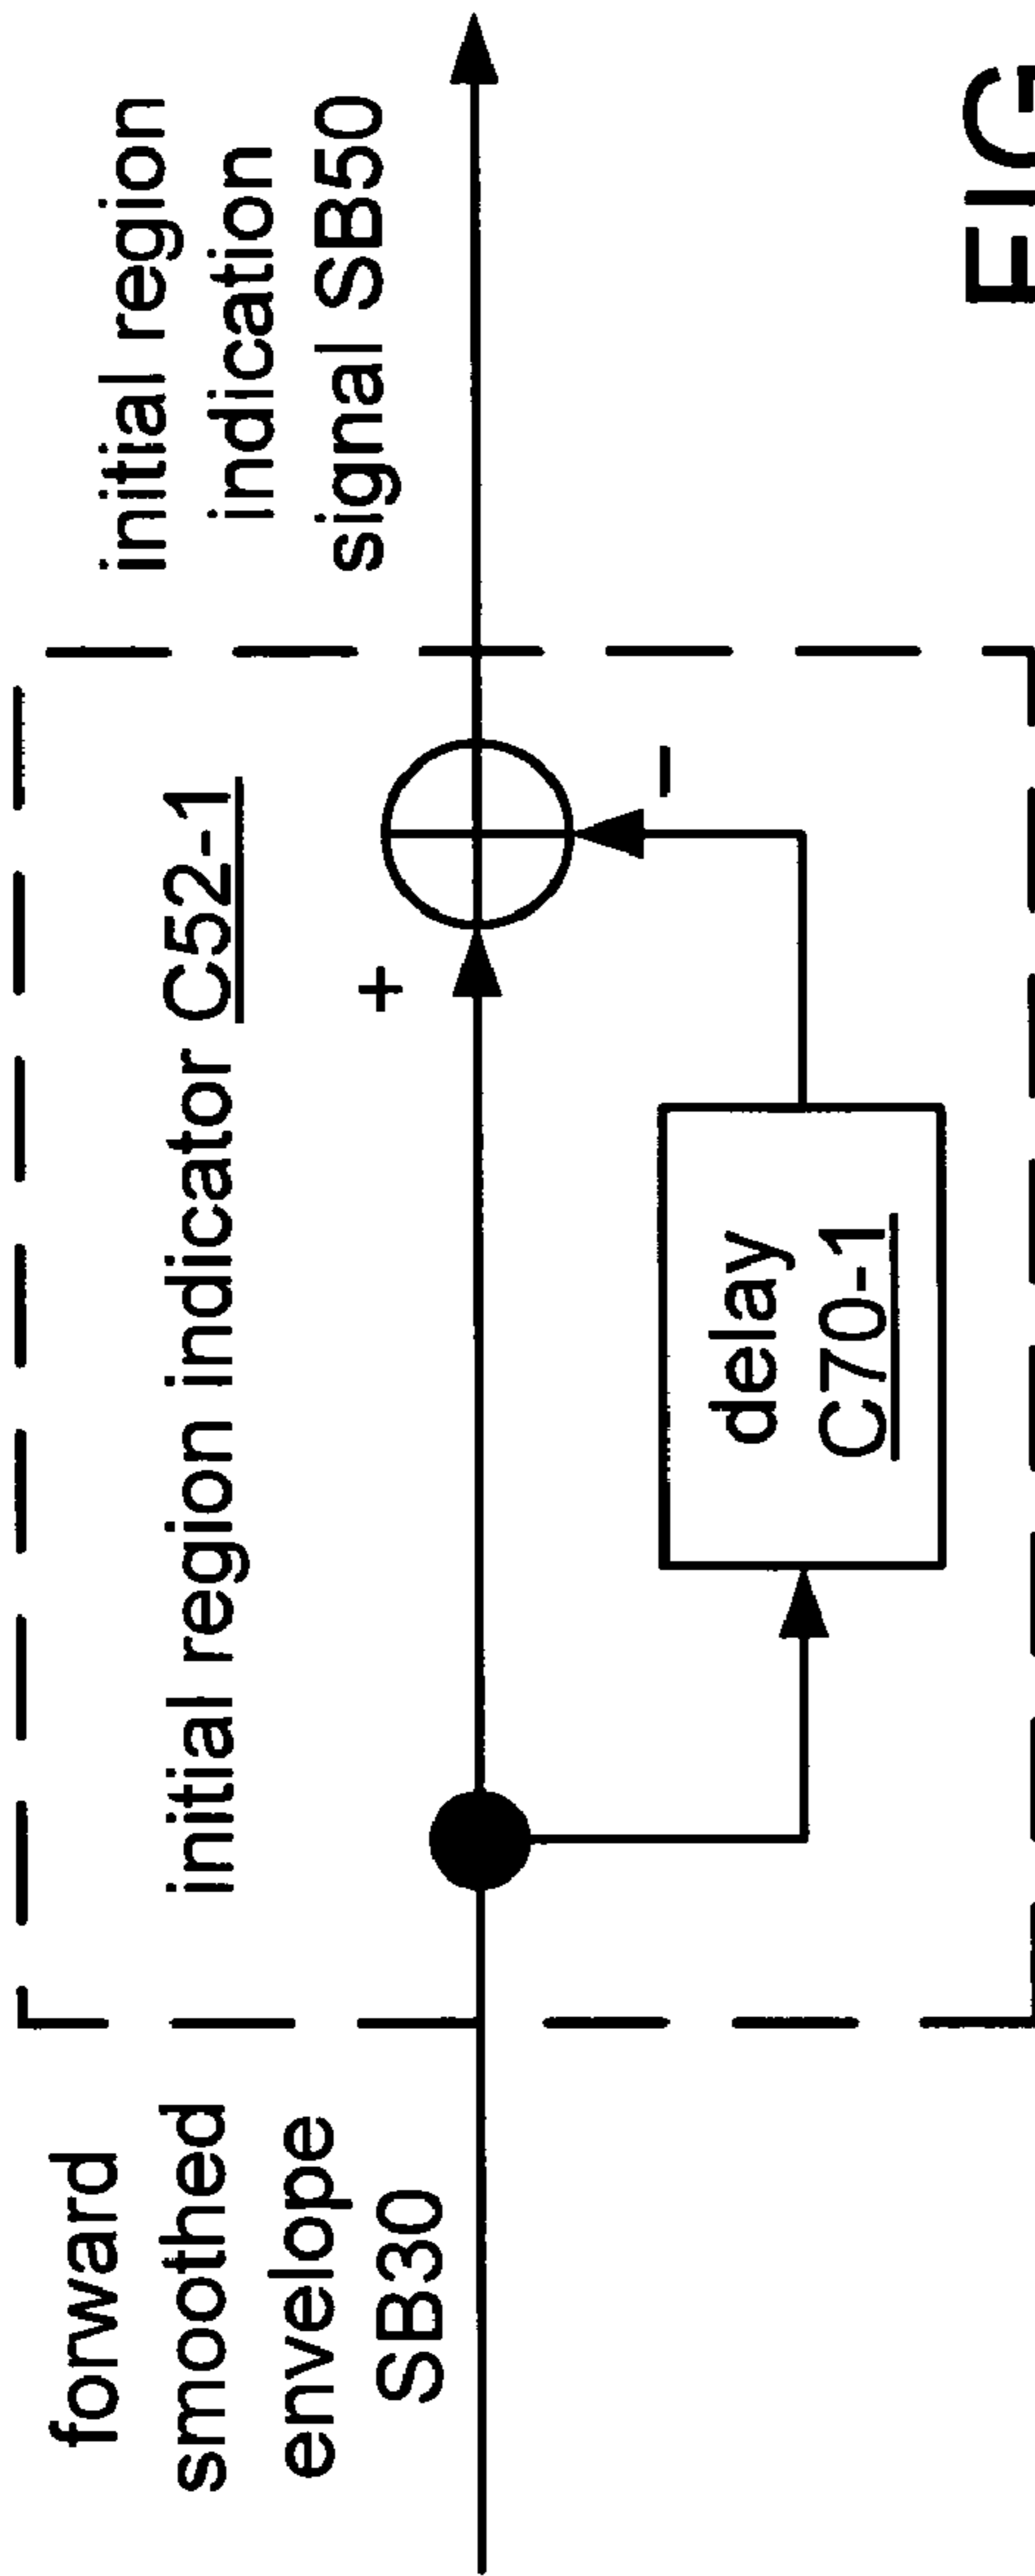 forward
smoothed
envelope
SB30
initial region indicator C52-1
+
-
delay
C70-1
initial region
indication
signal SB50
FIG